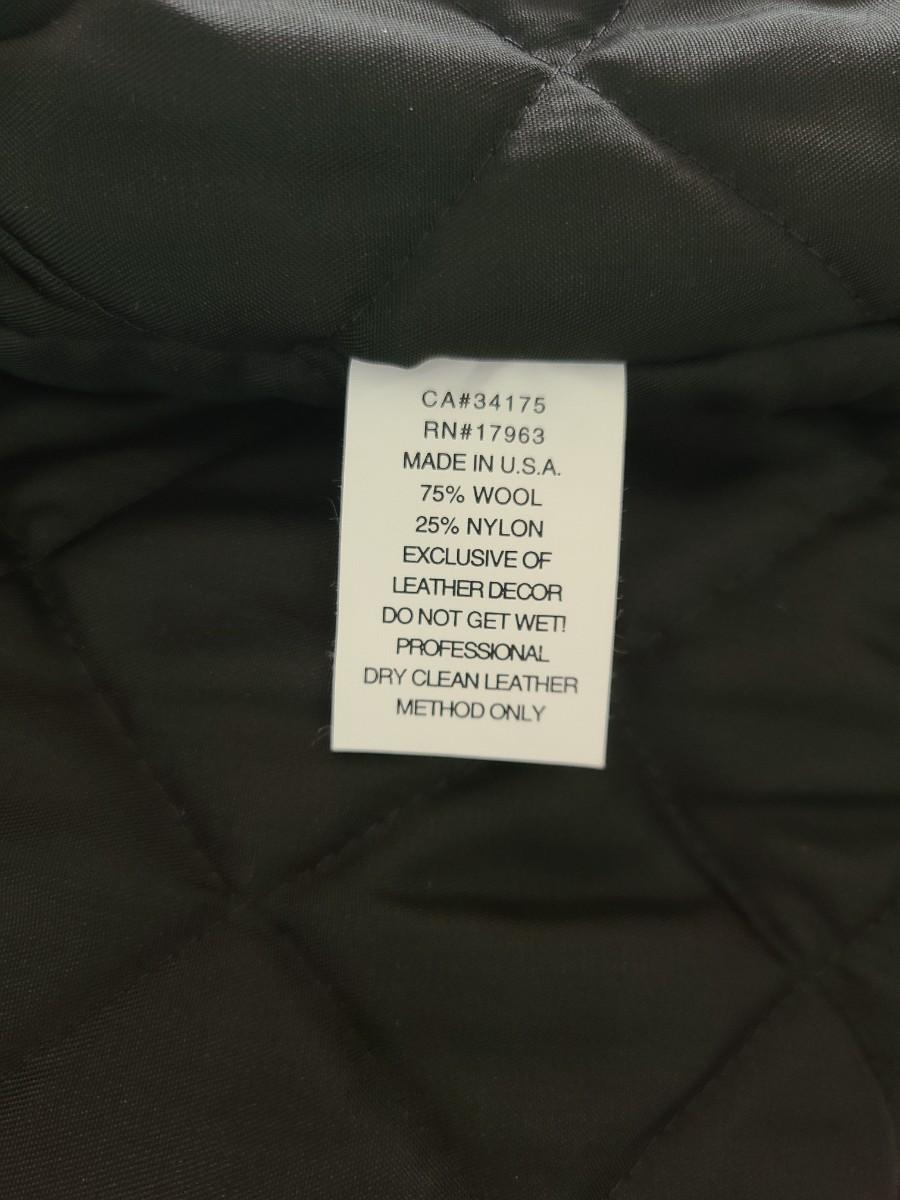 CA#34175
RN#17963
MADE IN U.S.A.
75% WOOL
25% NYLON
EXCLUSIVE OF
LEATHER DECOR
DO NOT GET WET!
PROFESSIONAL
DRY CLEAN LEATHER
METHOD ONLY